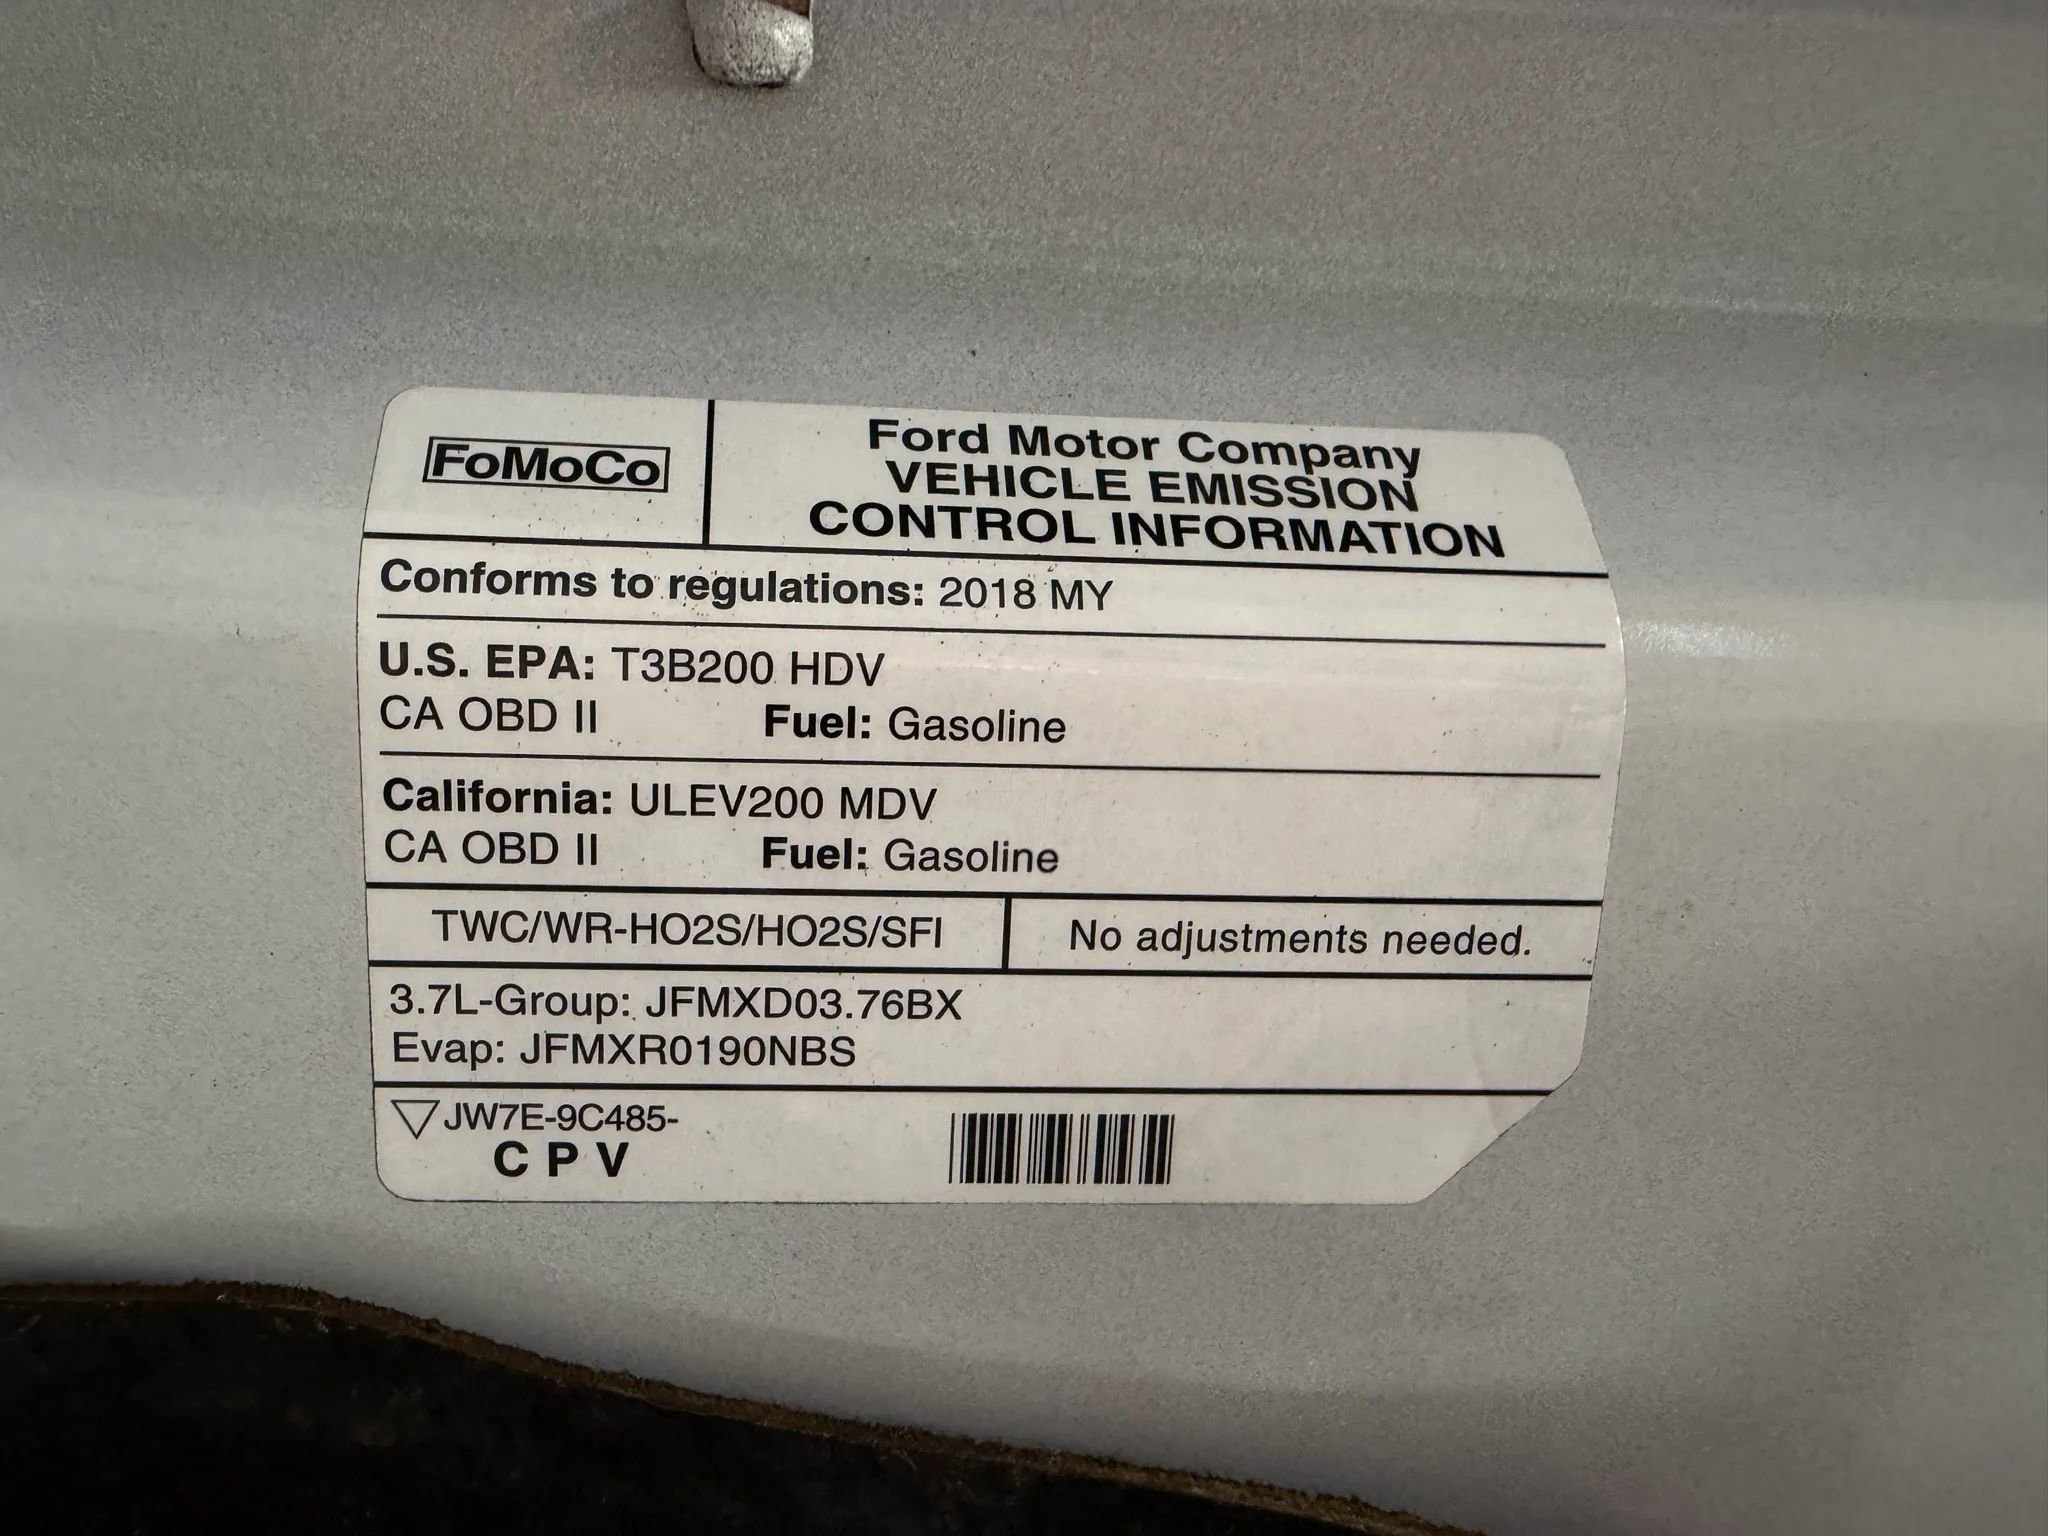 FoMoCo
Ford Motor Company
VEHICLE EMISSION
CONTROL INFORMATION
Conforms to regulations: 2018 MY
U.S. EPA: T3B200 HDV
CA OBD II Fuel: Gasoline
California: ULEV200 MDV
CA OBD II Fuel: Gasoline
TWC/WR-HO2S/HO2S/SFI
No adjustments needed.
3.7L-Group: JFMXD03.76BX
Evap: JFMXR0190NBS
JW7E-9C485-
C P V